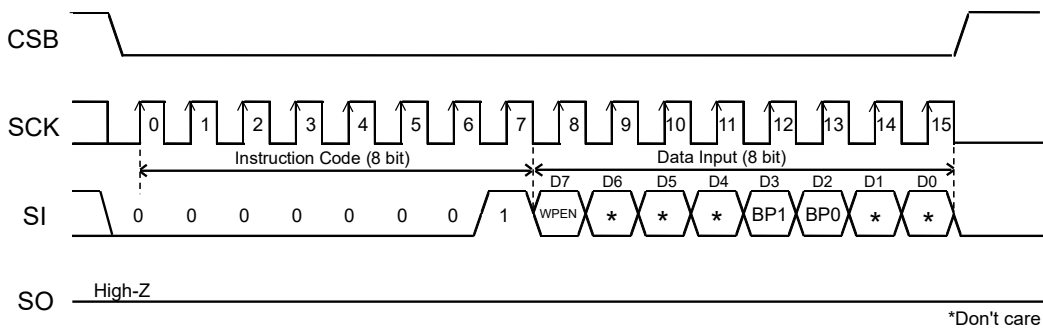 CSB
SCK 0 1 2 3 4 5 6 7 8 9 10 11 12 13 14 15
Instruction Code (8 bit) Data Input (8 bit)
D7 D6 D5 D4 D3 D2 D1 D0
SI 0 0 0 0 0 0 0 1 WPEN * * * BP1 BP0 * *
High-Z
SO
*Don't care